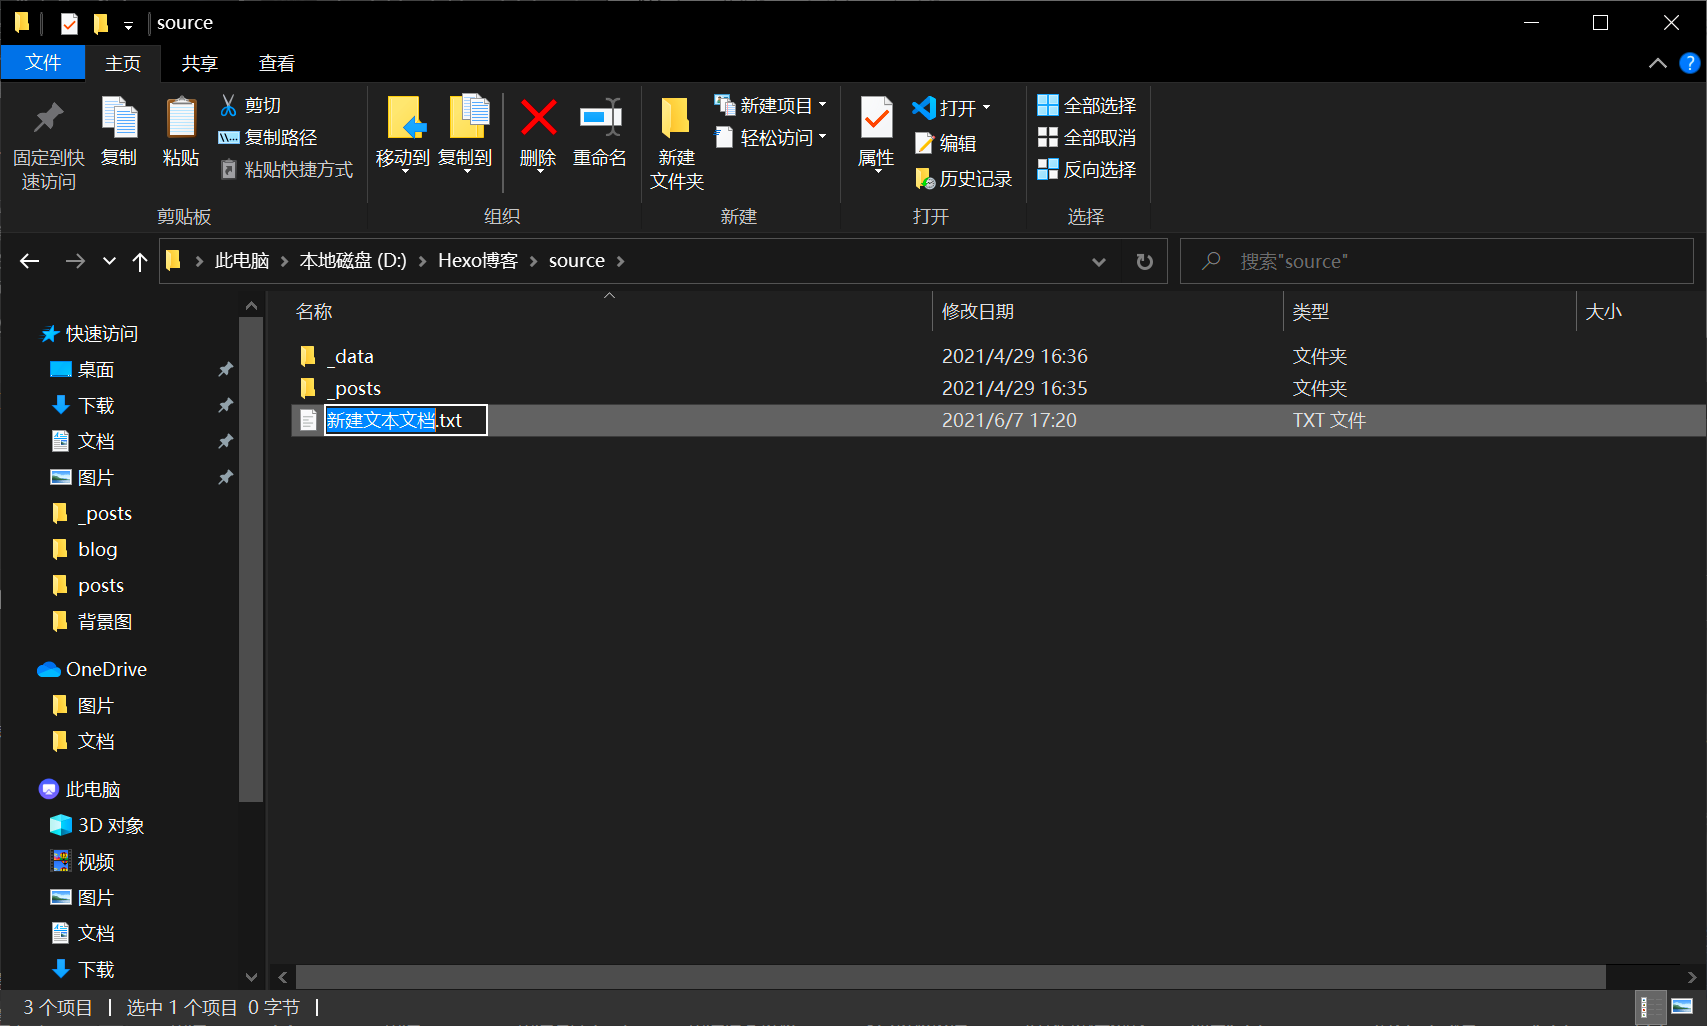 source
文件 主页 共享 查看
固定到快速访问 复制 粘贴 剪切 复制路径 粘贴快捷方式
移动到 复制到 删除 重命名
新建文件夹 新建项目 轻松访问
属性 打开 编辑 历史记录
全部选择 全部取消 反向选择
剪贴板 组织 新建 打开 选择
此电脑 本地磁盘 (D:) Hexo博客 source
搜索"source"
快速访问
桌面
下载
文档
图片
_posts
blog
posts
背景图
OneDrive
图片
文档
此电脑
3D 对象
视频
图片
文档
下载
名称 修改日期 类型 大小
_data 2021/4/29 16:36 文件夹
_posts 2021/4/29 16:35 文件夹
新建文本文档.txt 2021/6/7 17:20 TXT 文件
3 个项目 选中 1 个项目 0 字节